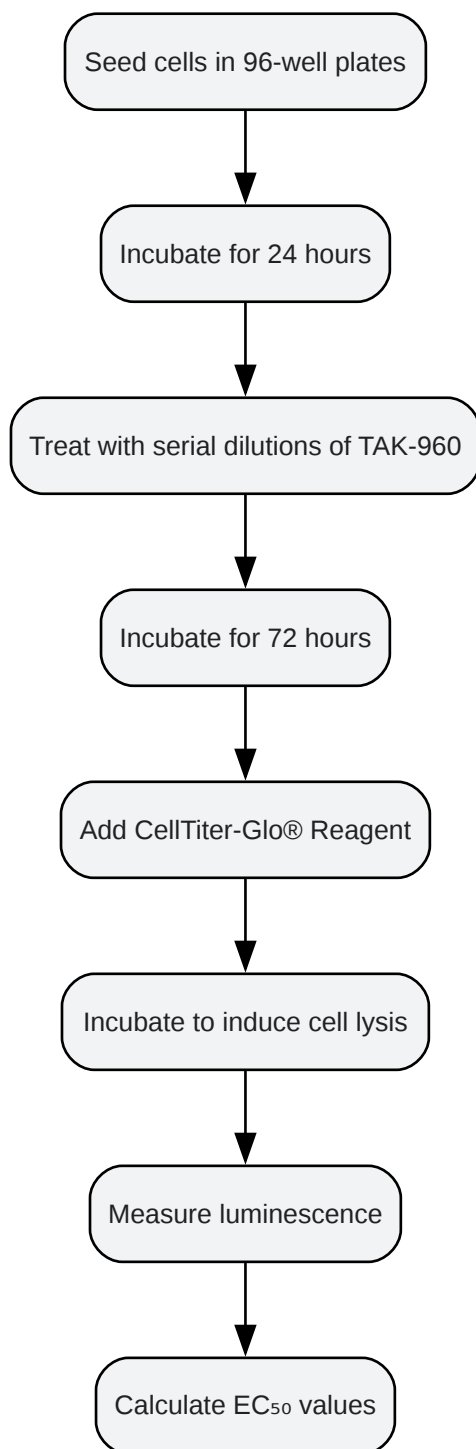 Seed cells in 96-well plates
Incubate for 24 hours
Treat with serial dilutions of TAK-960
Incubate for 72 hours
Add CellTiter-Glo® Reagent
Incubate to induce cell lysis
Measure luminescence
Calculate EC₅₀ values